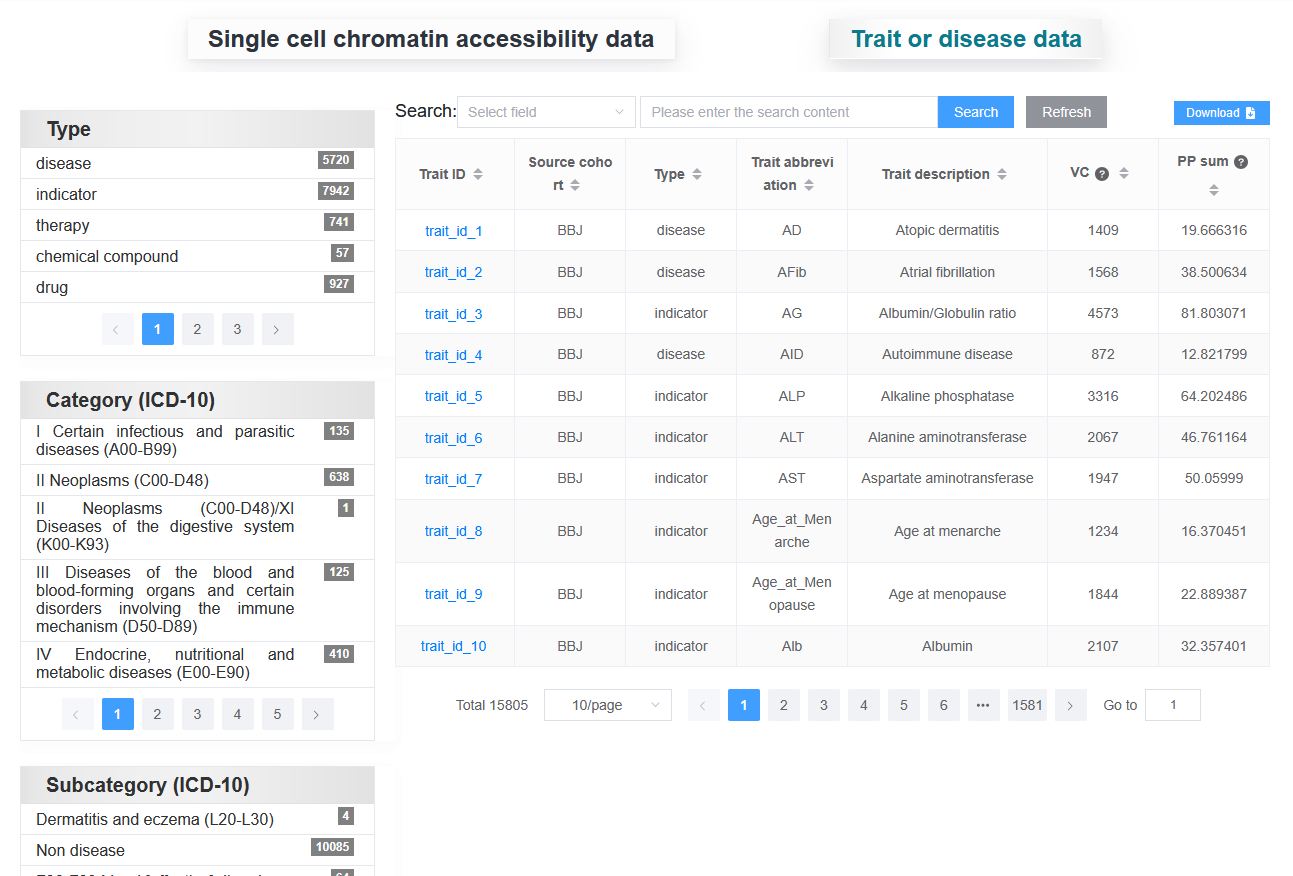 Single cell chromatin accessibility data
Trait or disease data
Type
disease 5720
indicator 7942
therapy 741
chemical compound 57
drug 927
1 2 3
Category (ICD-10)
I Certain infectious and parasitic 135
diseases (A00-B99)
II Neoplasms (C00-D48) 638
II Neoplasms (C00-D48)/XI 1
Diseases of the digestive system
(K00-K93)
III Diseases of the blood and 125
blood-forming organs and certain
disorders involving the immune
mechanism (D50-D89)
IV Endocrine, nutritional and 410
metabolic diseases (E00-E90)
1 2 3 4 5
Subcategory (ICD-10)
Dermatitis and eczema (L20-L30) 4
Non disease 10085
Search: Select field Please enter the search content Search Refresh Download
Trait ID Source coho Type Trait abbrevi Trait description VC ? PP sum ?
rt ation
trait_id_1 BBJ disease AD Atopic dermatitis 1409 19.666316
trait_id_2 BBJ disease AFib Atrial fibrillation 1568 38.500634
trait_id_3 BBJ indicator AG Albumin/Globulin ratio 4573 81.803071
trait_id_4 BBJ disease AID Autoimmune disease 872 12.821799
trait_id_5 BBJ indicator ALP Alkaline phosphatase 3316 64.202486
trait_id_6 BBJ indicator ALT Alanine aminotransferase 2067 46.761164
trait_id_7 BBJ indicator AST Aspartate aminotransferase 1947 50.05999
trait_id_8 BBJ indicator Age_at_Men Age at menarche 1234 16.370451
arche
trait_id_9 BBJ indicator Age_at_Men Age at menopause 1844 22.889387
opause
trait_id_10 BBJ indicator Alb Albumin 2107 32.357401
Total 15805 10/page 1 2 3 4 5 6 ••• 1581 Go to 1